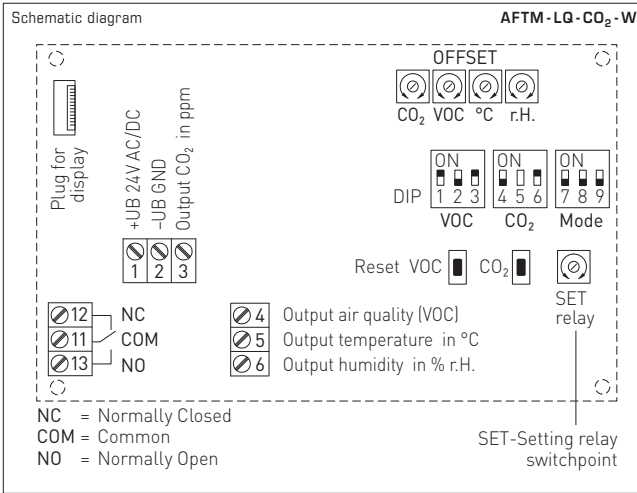 Schematic diagram
AFTM-LQ-CO₂-W
OFFSET
CO₂ VOC °C r.H.
Plug for
display
+UB 24V AC/DC
–UB GND
Output CO₂ in ppm
1 2 3
ON ON ON
DIP 1 2 3 4 5 6 7 8 9
VOC CO₂ Mode
Reset VOC CO₂
SET
relay
12 NC
11 COM
13 NO
4 Output air quality (VOC)
5 Output temperature in °C
6 Output humidity in % r.H.
NC = Normally Closed
COM = Common
NO = Normally Open
SET-Setting relay
switchpoint